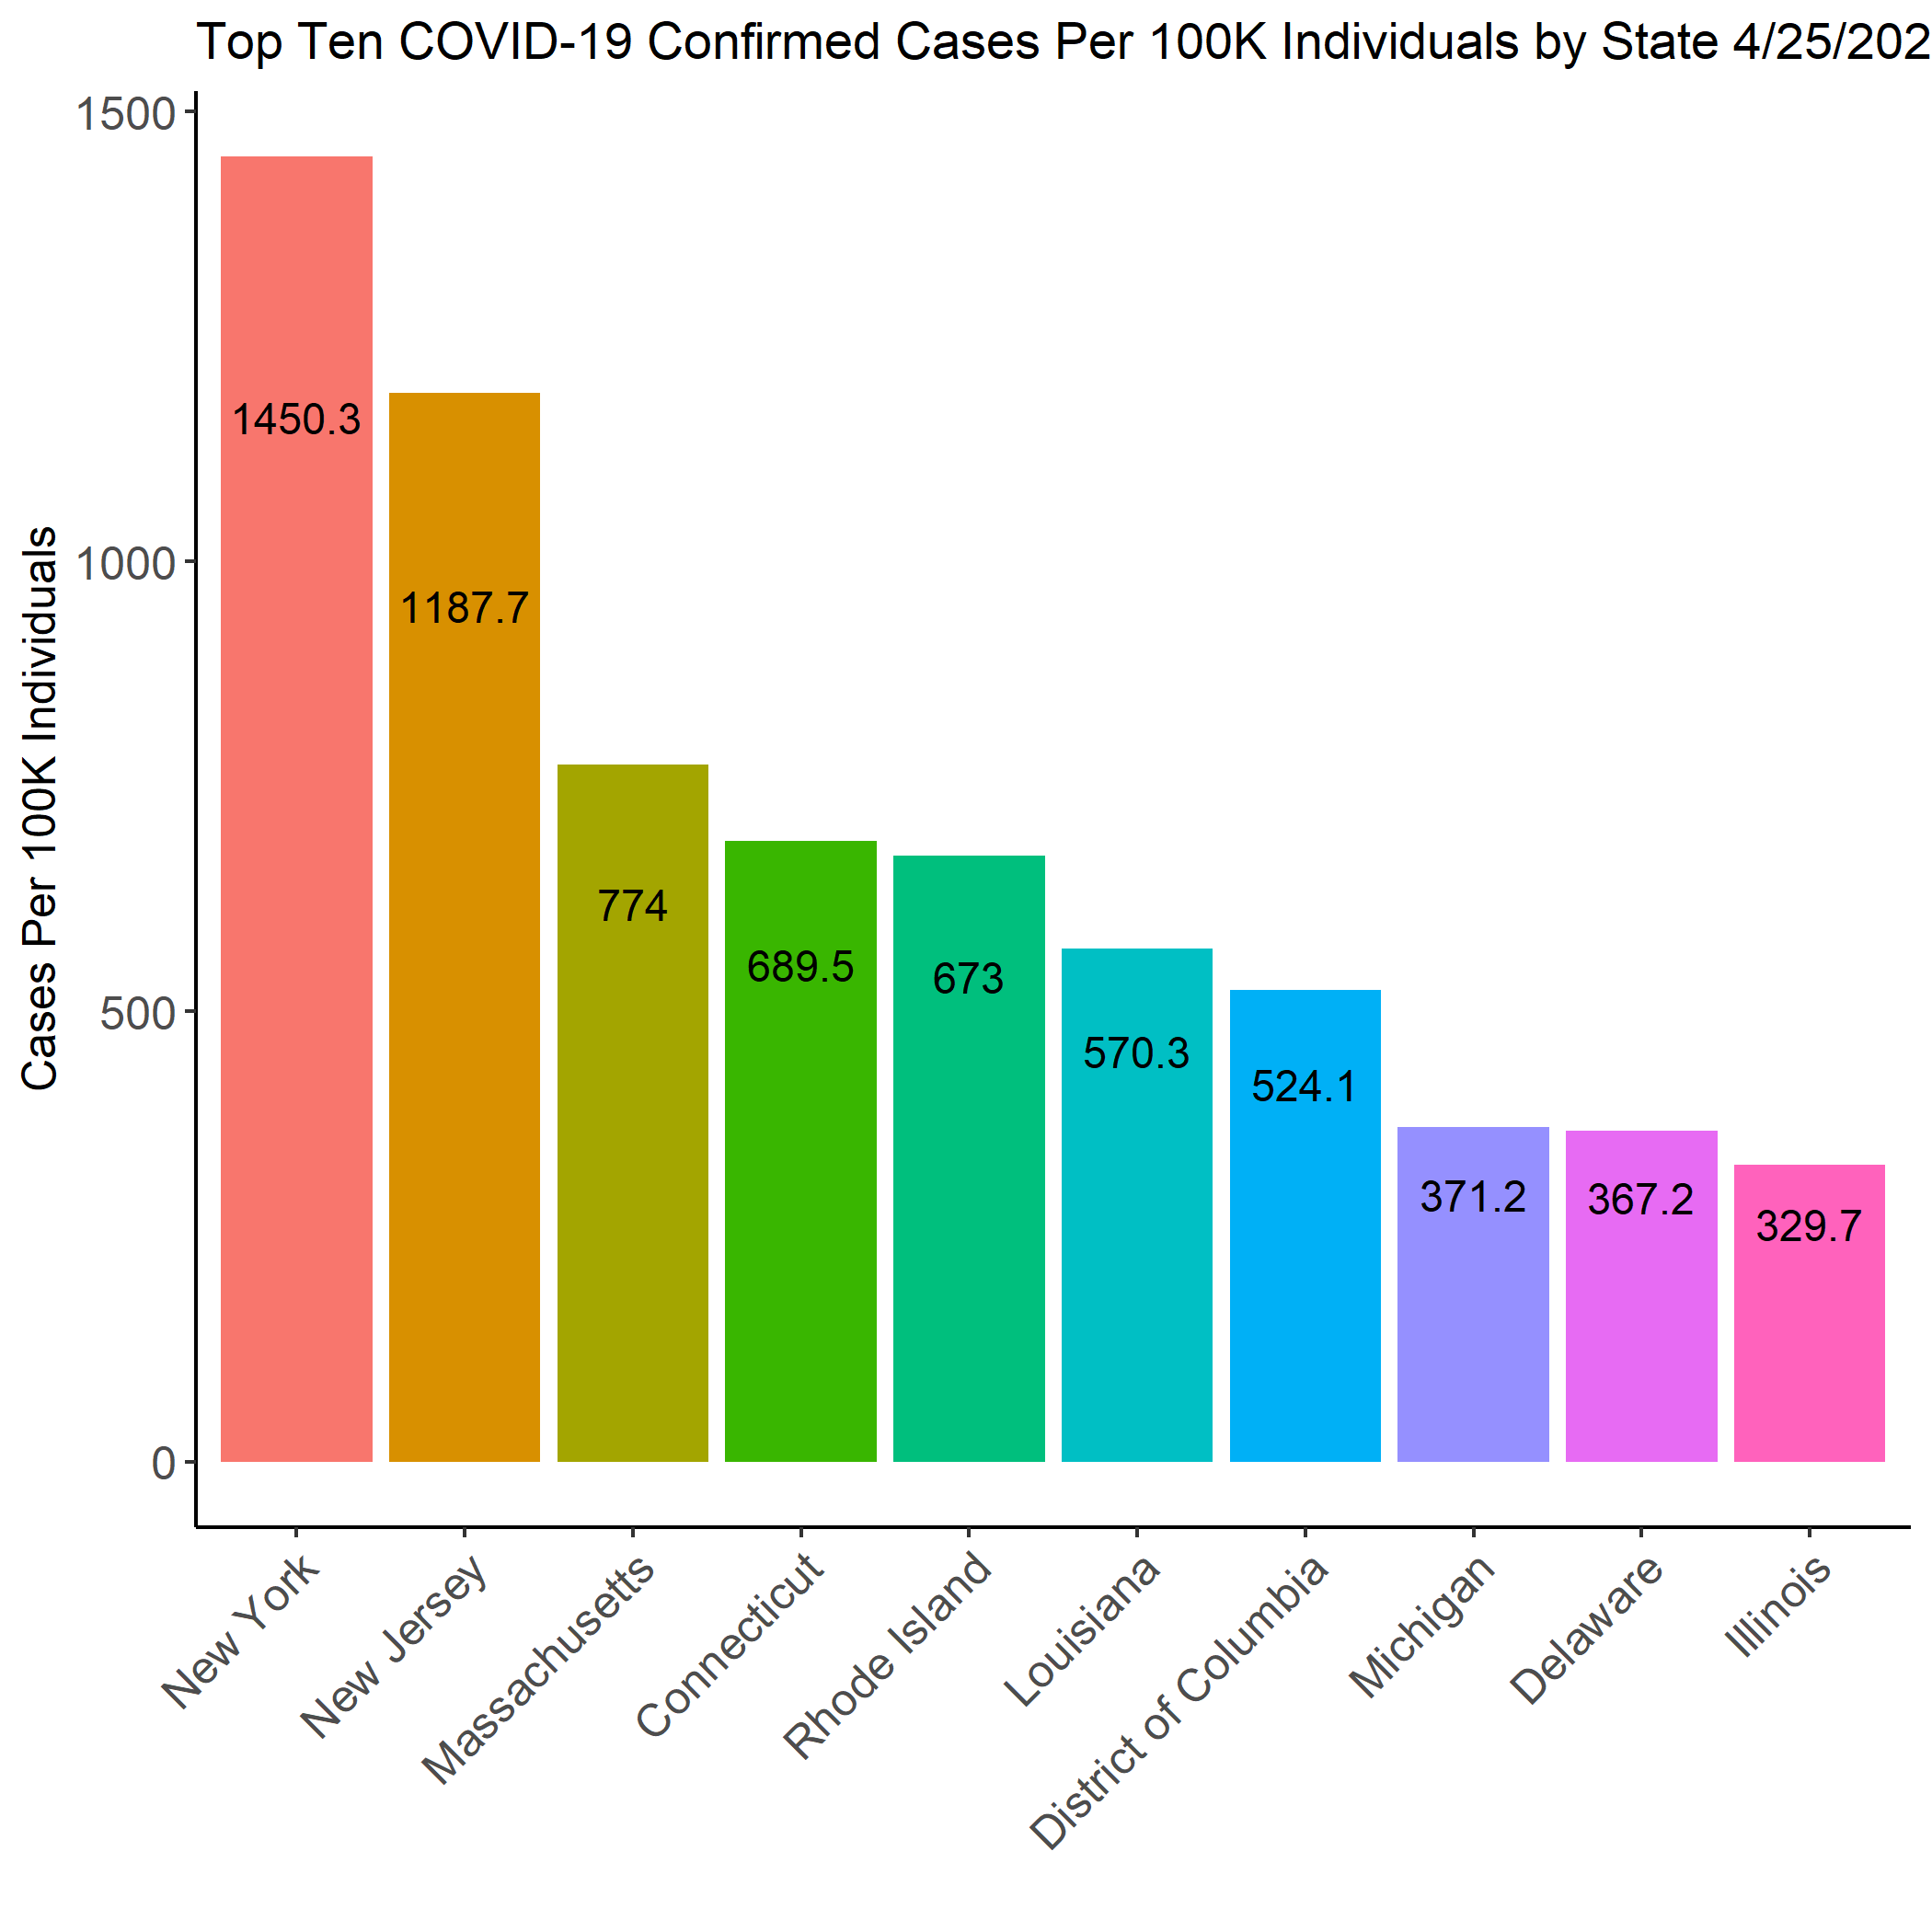 Top Ten COVID-19 Confirmed Cases Per 100K Individuals by State 4/25/202
Cases Per 100K Individuals
1500
1000
500
0
1450.3
1187.7
774
689.5
673
570.3
524.1
371.2
367.2
329.7
New York
New Jersey
Massachusetts
Connecticut
Rhode Island
Louisiana
District of Columbia
Michigan
Delaware
Illinois